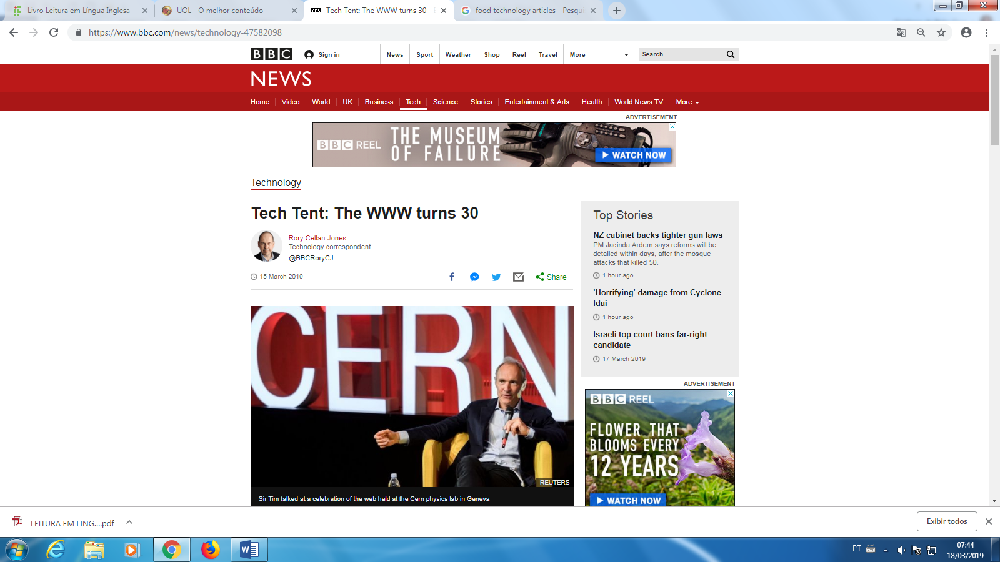 Livro Leitura em Língua Inglesa –
UOL - O melhor conteúdo
BBC Tech Tent: The WWW turns 30 -
food technology articles - Pesqu
https://www.bbc.com/news/technology-47582098
BBC
Sign in
News
Sport
Weather
Shop
Reel
Travel
More
Search
NEWS
Home
Video
World
UK
Business
Tech
Science
Stories
Entertainment & Arts
Health
World News TV
More
ADVERTISEMENT
BBC REEL
THE MUSEUM
OF FAILURE
WATCH NOW
Technology
Tech Tent: The WWW turns 30
Rory Cellan-Jones
Technology correspondent
@BBCRoryCJ
15 March 2019
Share
CERN
REUTERS
Sir Tim talked at a celebration of the web held at the Cern physics lab in Geneva
Top Stories
NZ cabinet backs tighter gun laws
PM Jacinda Ardern says reforms will be
detailed within days, after the mosque
attacks that killed 50.
1 hour ago
'Horrifying' damage from Cyclone
Idai
1 hour ago
Israeli top court bans far-right
candidate
17 March 2019
ADVERTISEMENT
BBC REEL
FLOWER THAT
BLOOMS EVERY
12 YEARS
WATCH NOW
LEITURA EM LING....pdf
Exibir todos
PT
07:44
18/03/2019